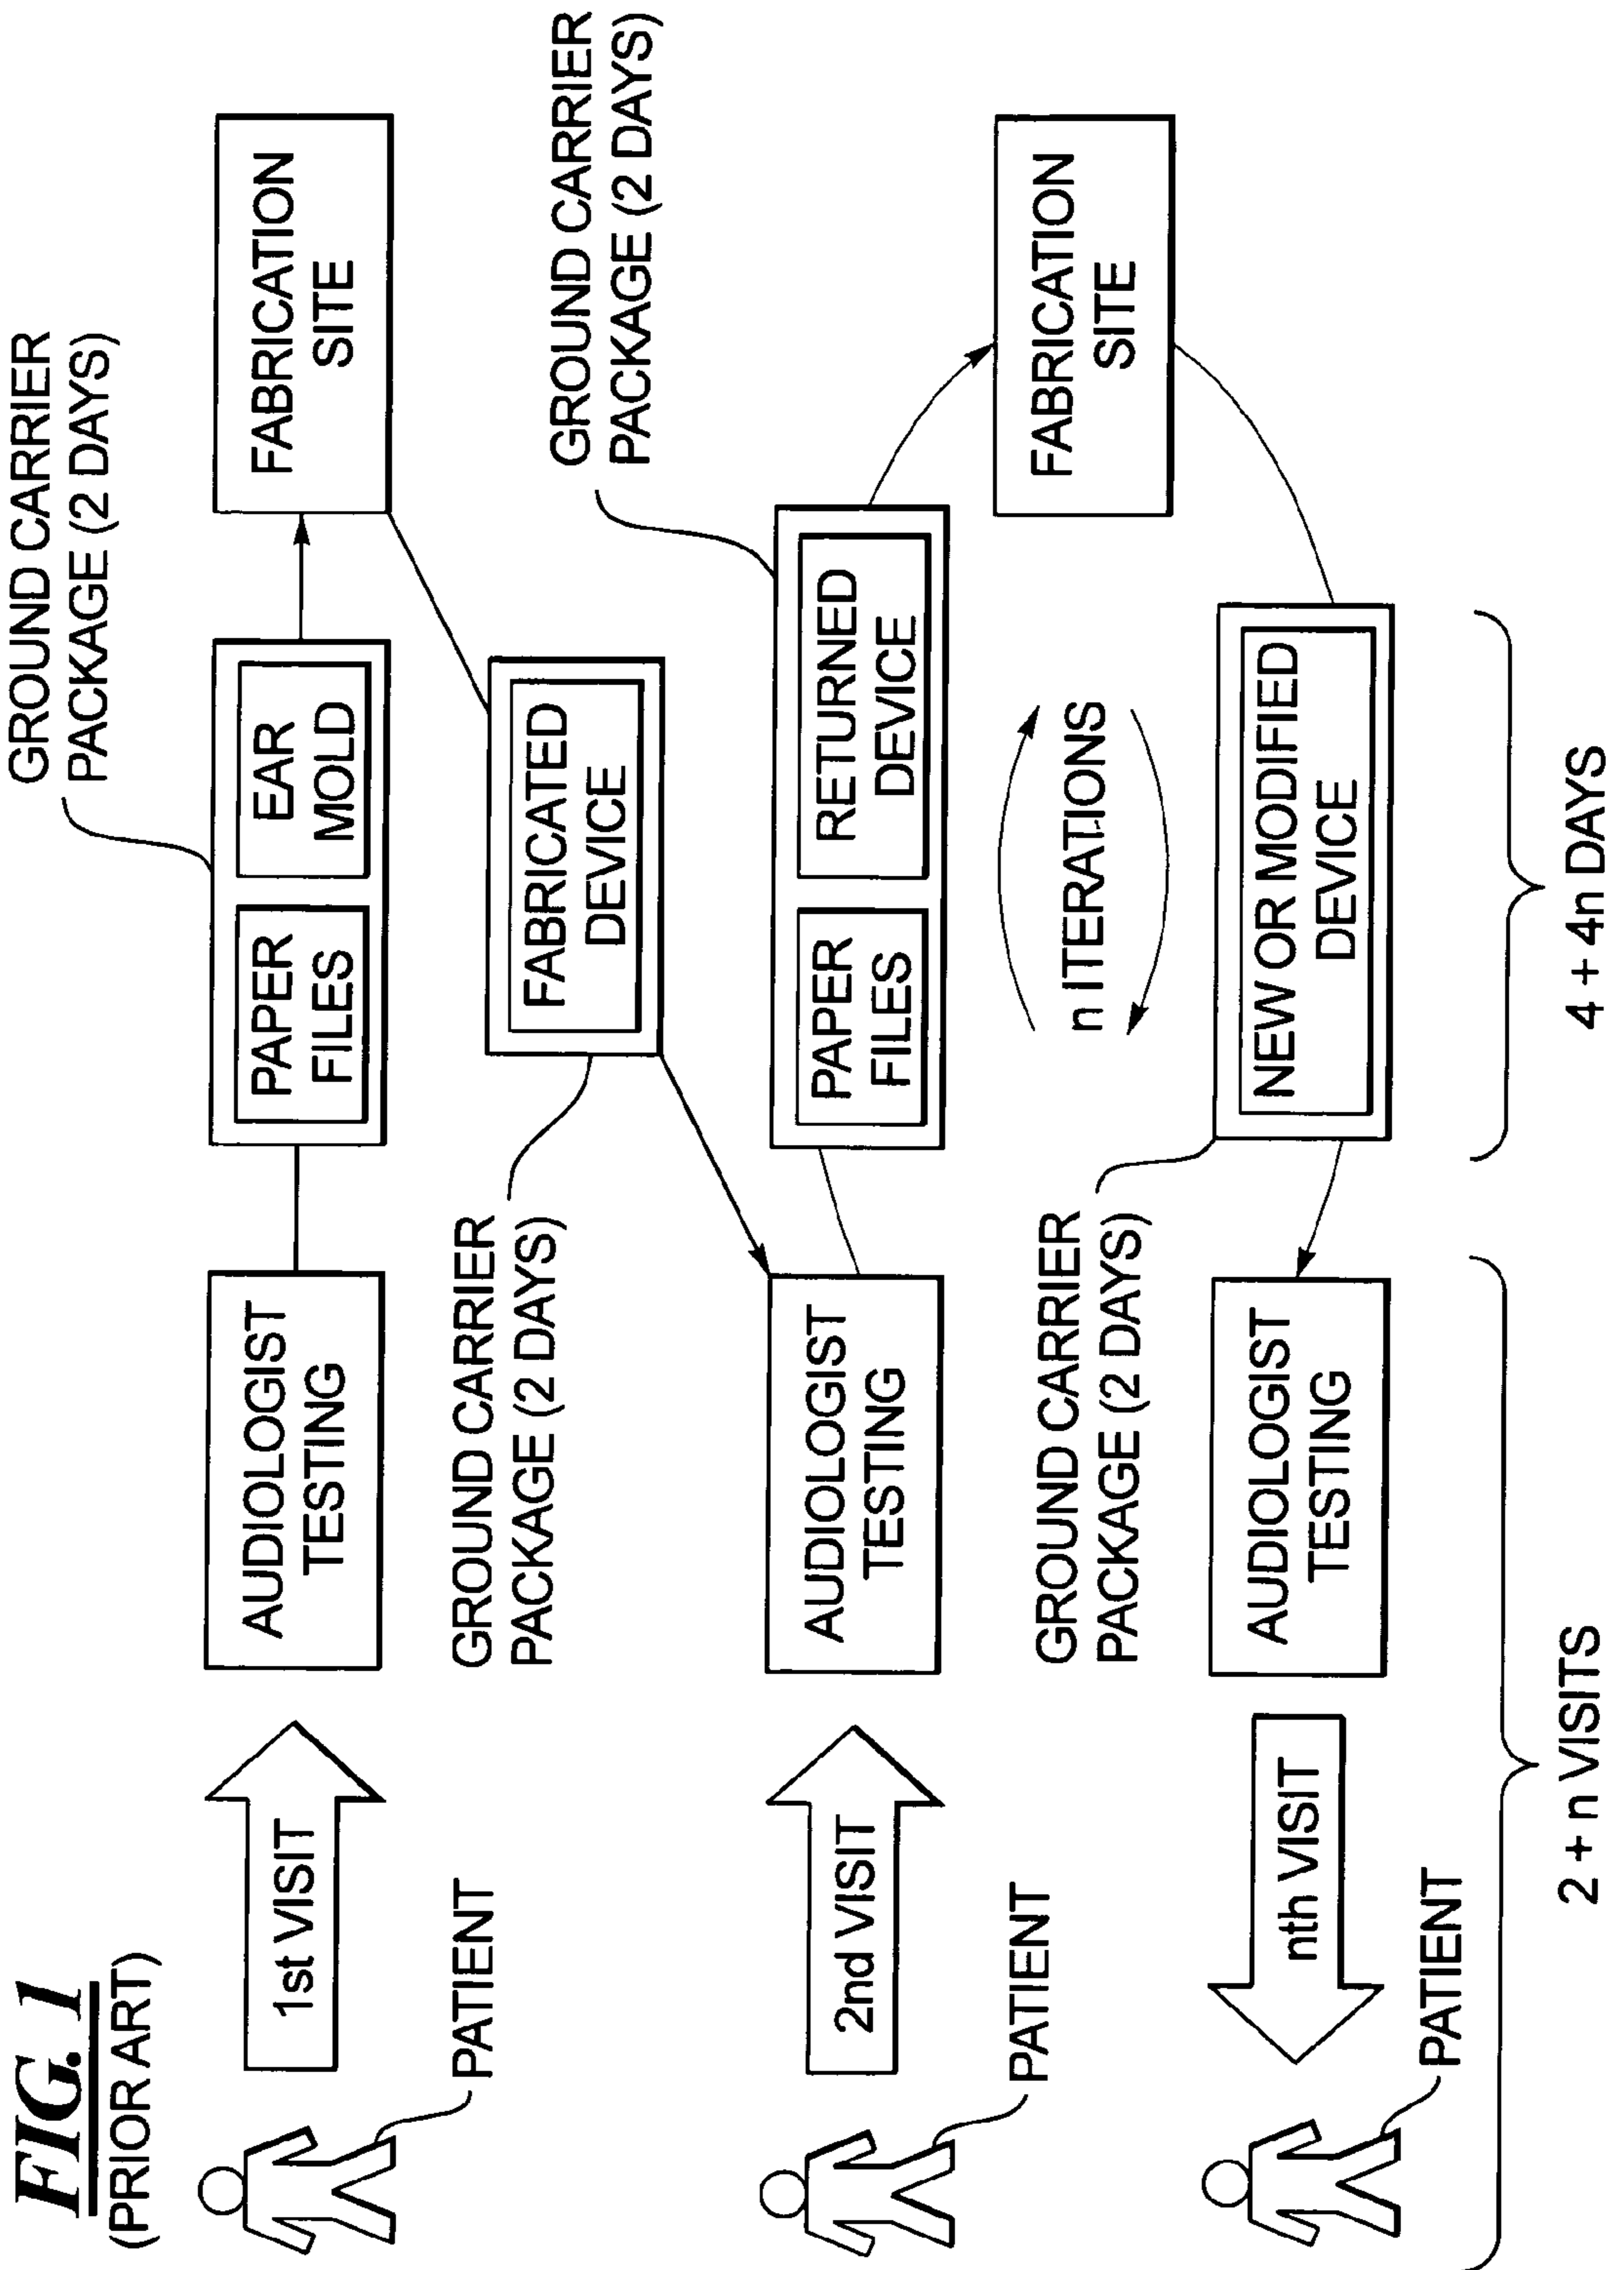 FIG. 1
(PRIOR ART)
GROUND CARRIER
PACKAGE (2 DAYS)
1st VISIT
AUDIOLOGIST
TESTING
PAPER
FILES
EAR
MOLD
FABRICATION
SITE
PATIENT
GROUND CARRIER
PACKAGE (2 DAYS)
FABRICATED
DEVICE
GROUND CARRIER
PACKAGE (2 DAYS)
2nd VISIT
AUDIOLOGIST
TESTING
PAPER
FILES
RETURNED
DEVICE
PATIENT
GROUND CARRIER
PACKAGE (2 DAYS)
n ITERATIONS
FABRICATION
SITE
nth VISIT
AUDIOLOGIST
TESTING
NEW OR MODIFIED
DEVICE
PATIENT
2 + n VISITS
4 + 4n DAYS